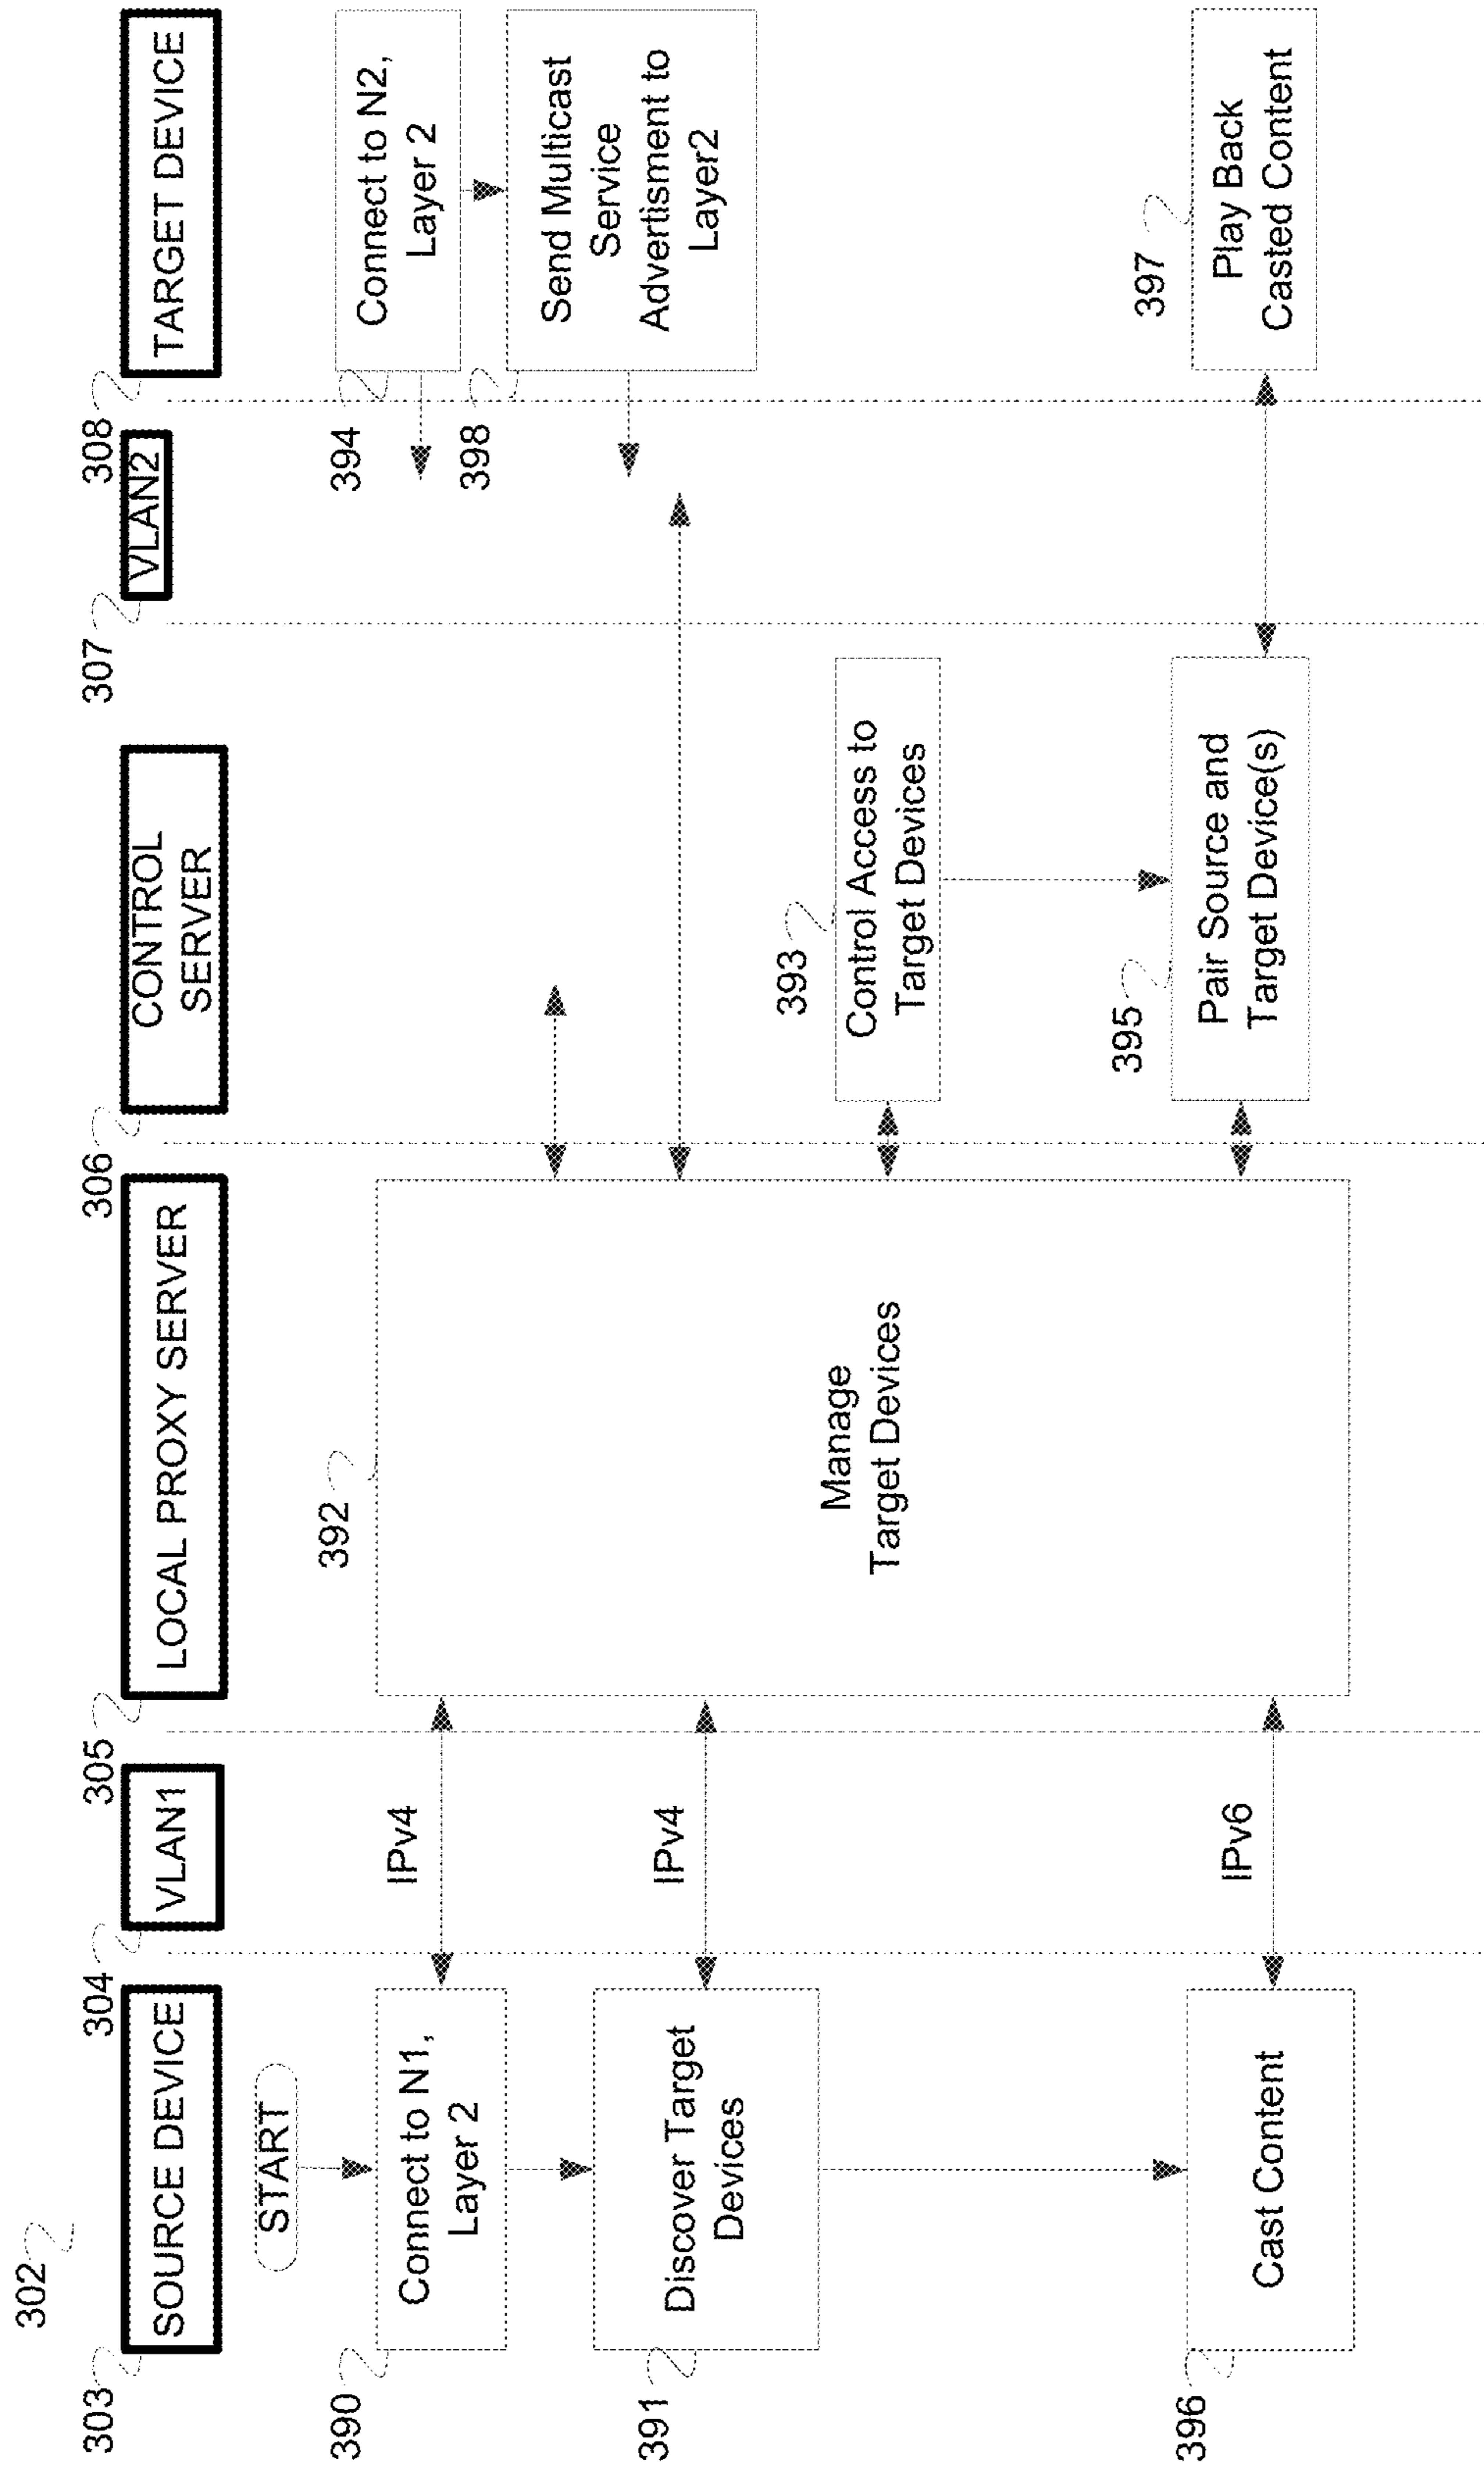 302
303
SOURCE DEVICE
304
VLAN1
305
LOCAL PROXY SERVER
306
CONTROL
SERVER
307
VLAN2
308
TARGET DEVICE
START
390
Connect to N1,
Layer 2
IPv4
392
Manage
Target Devices
394
Connect to N2,
Layer 2
398
Send Multicast
Service
Advertisment to
Layer2
391
Discover Target
Devices
IPv4
393
Control Access to
Target Devices
396
Cast Content
IPv6
395
Pair Source and
Target Device(s)
397
Play Back
Casted Content